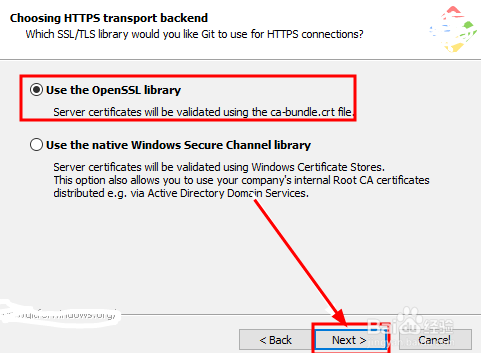 Choosing HTTPS transport backend
Which SSL/TLS library would you like Git to use for HTTPS connections?
Use the OpenSSL library
Server certificates will be validated using the ca-bundle.crt file.
Use the native Windows Secure Channel library
Server certificates will be validated using Windows Certificate Stores.
This option also allows you to use your company's internal Root CA certificates
distributed e.g. via Active Directory Domain Services.
< Back
Next >
Cancel